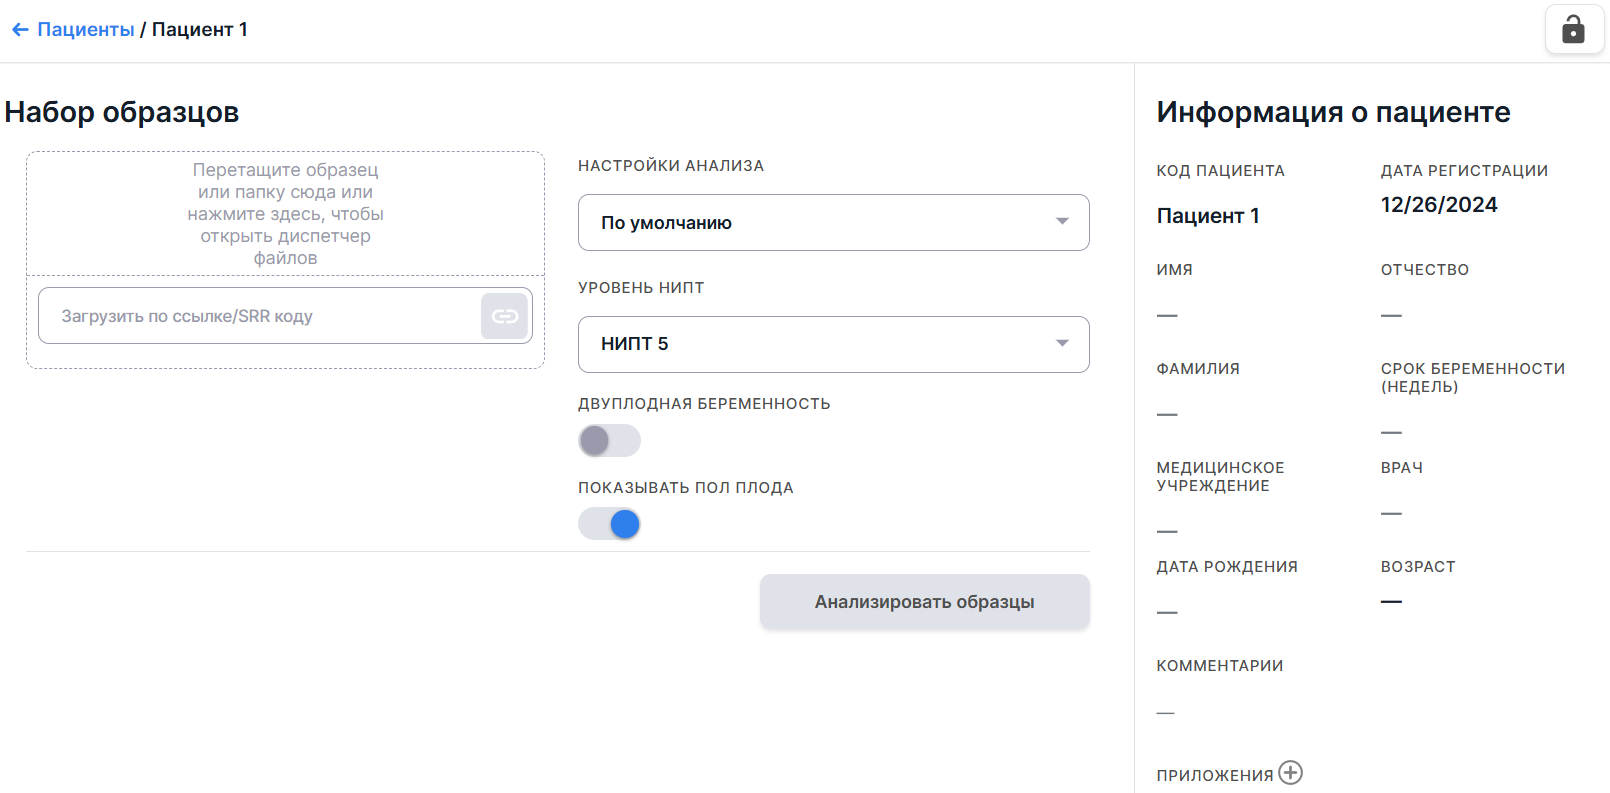 Пациенты / Пациент 1
Набор образцов
Перетащите образец
или папку сюда или
нажмите здесь, чтобы
открыть диспетчер
файлов
Загрузить по ссылке/SRR коду
НАСТРОЙКИ АНАЛИЗА
По умолчанию
УРОВЕНЬ НИПТ
НИПТ 5
ДВУПЛОДНАЯ БЕРЕМЕННОСТЬ
ПОКАЗЫВАТЬ ПОЛ ПЛОДА
Анализировать образцы
Информация о пациенте
КОД ПАЦИЕНТА
Пациент 1
ДАТА РЕГИСТРАЦИИ
12/26/2024
ИМЯ
—
ОТЧЕСТВО
—
ФАМИЛИЯ
—
СРОК БЕРЕМЕННОСТИ
(НЕДЕЛЬ)
—
МЕДИЦИНСКОЕ
УЧРЕЖДЕНИЕ
—
ВРАЧ
—
ДАТА РОЖДЕНИЯ
—
ВОЗРАСТ
—
КОММЕНТАРИИ
—
ПРИЛОЖЕНИЯ